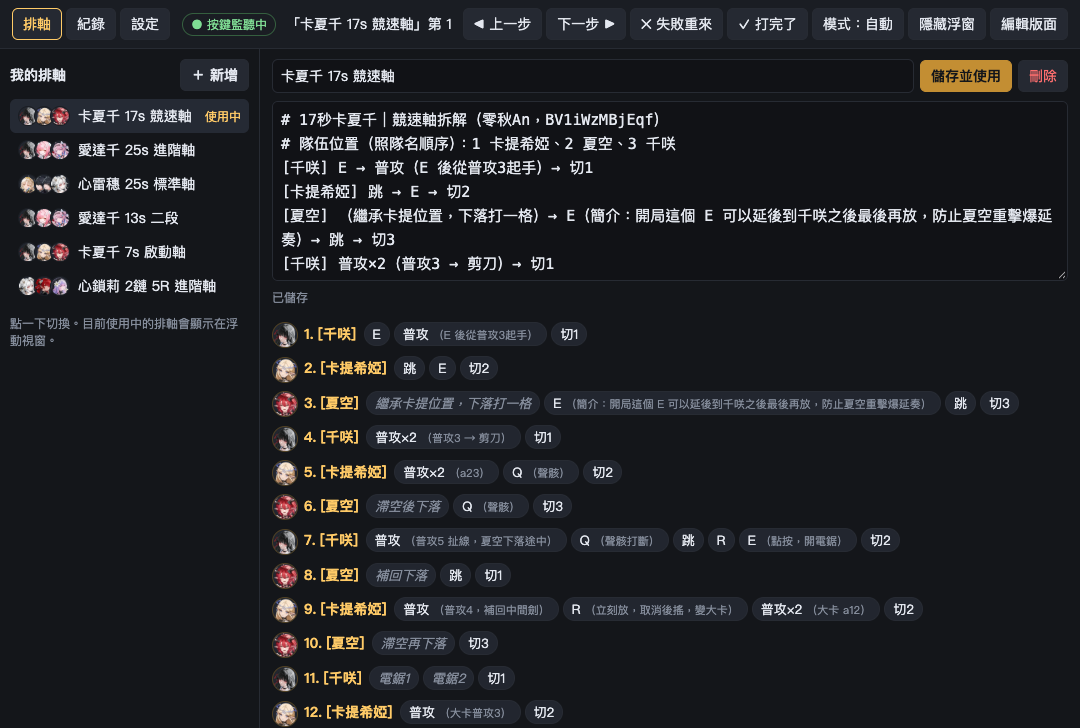 排軸 紀錄 設定 按鍵監聽中 「卡夏千 17s 競速軸」第 1 ◀ 上一步 下一步 ▶ ✕ 失敗重來 ✓ 打完了 模式：自動 隱藏浮窗 編輯版面
我的排軸 ＋ 新增
卡夏千 17s 競速軸 使用中
愛達千 25s 進階軸
心雷穗 25s 標準軸
愛達千 13s 二段
卡夏千 7s 啟動軸
心鎖莉 2鏈 5R 進階軸
點一下切換。目前使用中的排軸會顯示在浮
動視窗。
卡夏千 17s 競速軸 儲存並使用 刪除
# 17秒卡夏千｜競速軸拆解（零秋An，BV1iWzMBjEqf）
# 隊伍位置（照隊名順序）：1 卡提希婭、2 夏空、3 千咲
[千咲] E → 普攻（E 後從普攻3起手）→ 切1
[卡提希婭] 跳 → E → 切2
[夏空] （繼承卡提位置，下落打一格）→ E（簡介：開局這個 E 可以延後到千咲之後最後再放，防止夏空重擊爆延
奏）→ 跳 → 切3
[千咲] 普攻×2（普攻3 → 剪刀）→ 切1
已儲存
1. [千咲] E 普攻 （E 後從普攻3起手） 切1
2. [卡提希婭] 跳 E 切2
3. [夏空] 繼承卡提位置，下落打一格 E （簡介：開局這個 E 可以延後到千咲之後最後再放，防止夏空重擊爆延奏） 跳 切3
4. [千咲] 普攻×2 （普攻3 → 剪刀） 切1
5. [卡提希婭] 普攻×2 （a23） Q （聲骸） 切2
6. [夏空] 滯空後下落 Q （聲骸） 切3
7. [千咲] 普攻 （普攻5 扯線，夏空下落途中） Q （聲骸打斷） 跳 R E （點按，開電鋸） 切2
8. [夏空] 補回下落 跳 切1
9. [卡提希婭] 普攻 （普攻4，補回中間劍） R （立刻放，取消後搖，變大卡） 普攻×2 （大卡 a12） 切2
10. [夏空] 滯空再下落 切3
11. [千咲] 電鋸1 電鋸2 切1
12. [卡提希婭] 普攻 （大卡普攻3） 切2